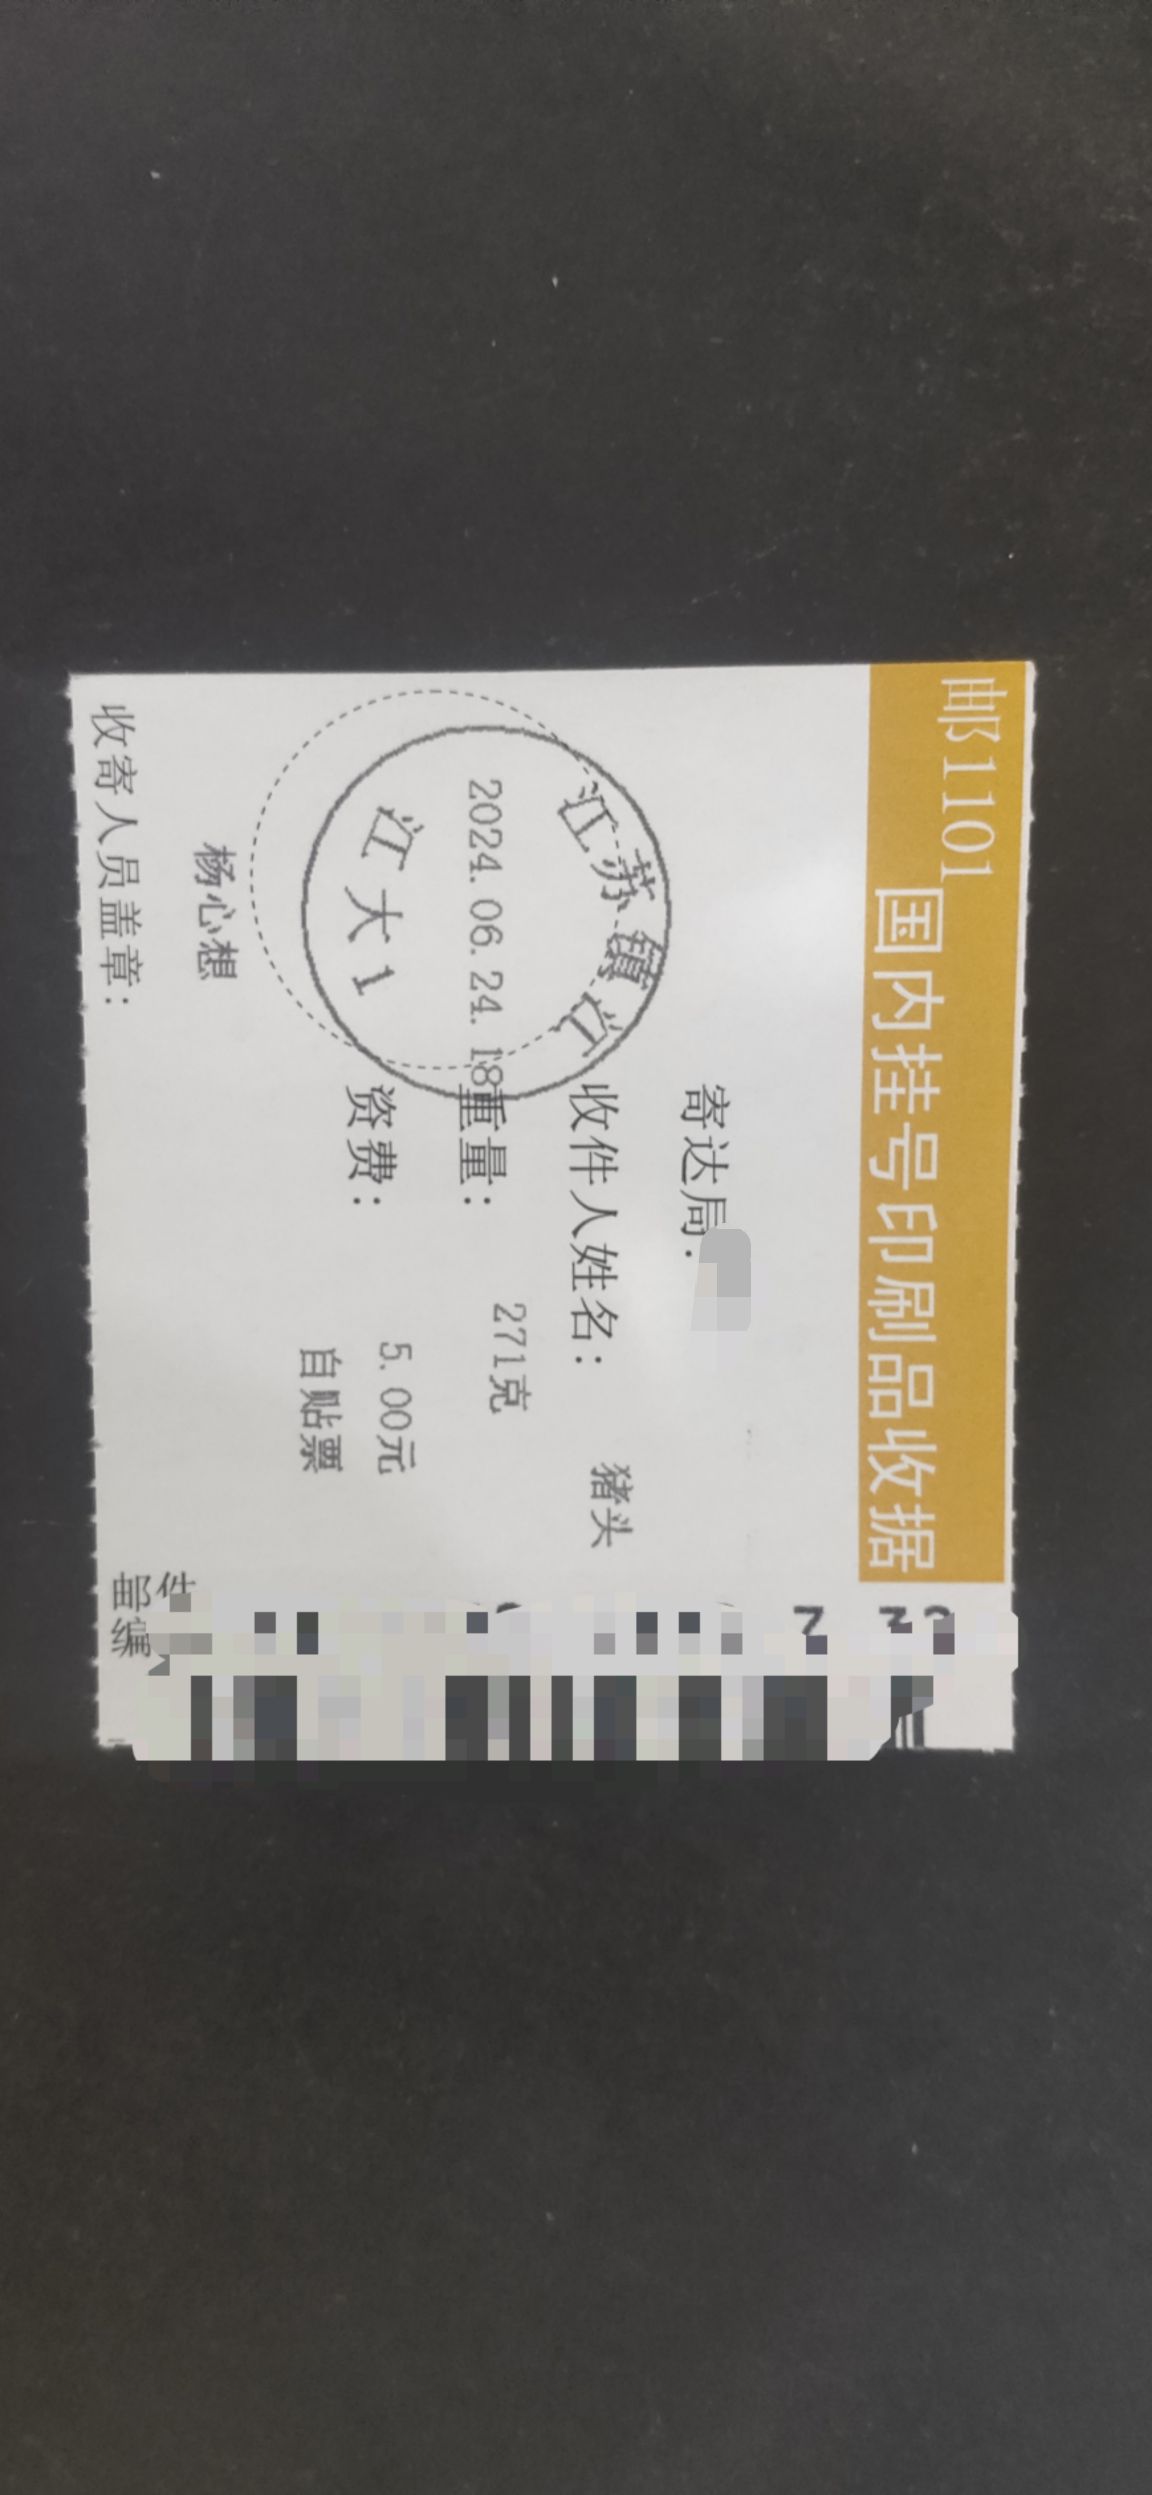 邮1101
国内挂号印刷品收据
寄达局:
收件人姓名: 猪头
重量: 271克
资费: 5.00元
自贴票
江苏镇江
2024.06.24.18
江大1
杨心想
收寄人员盖章:
邮件
编